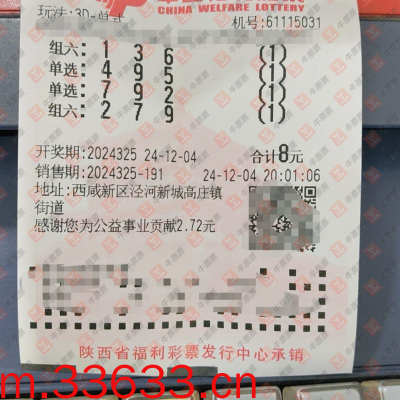 玩法:3D-单式
CHINA WELFARE LOTTERY
机号:61115031
组六: 1 3 6 (1)
单选: 4 9 5 (1)
单选: 7 9 2 (1)
组六: 2 7 9 (1)
开奖期:2024325 24-12-04 合计8元
销售期:2024325-191 24-12-04 20:01:06
地址:西咸新区泾河新城高庄镇
街道
感谢您为公益事业贡献2.72元
陕西省福利彩票发行中心承销
m.33633.cn